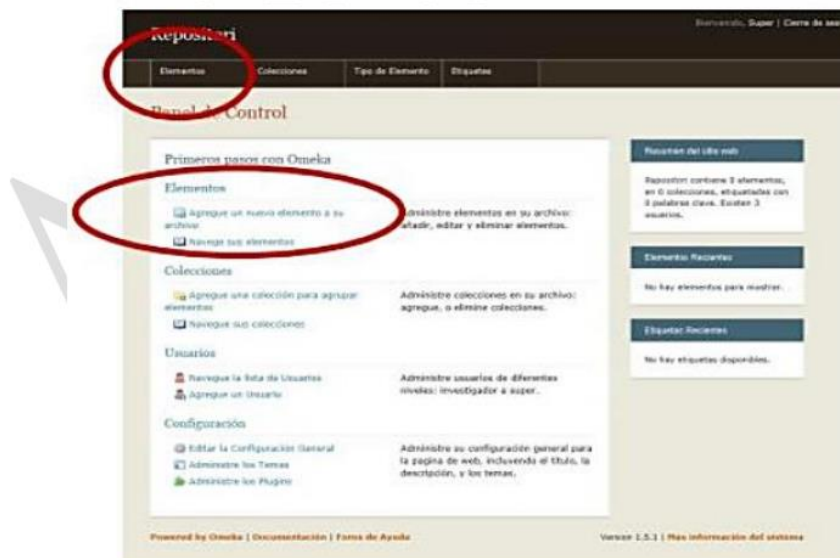 Repositori
Bienvenido, Super | Cierre de ses
Elementos
Colecciones
Tipo de Elemento
Etiquetas
Panel de Control
Primeros pasos con Omeka
Elementos
Agregue un nuevo elemento a su
archivo
Navege sus elementos
Administre elementos en su archivo:
añadir, editar y eliminar elementos.
Colecciones
Agregue una colección para agrupar
elementos
Navegue sus colecciones
Administre colecciones en su archivo:
agregue, o elimine colecciones.
Usuarios
Navegue la lista de Usuarios
Agregue un Usuario
Administre usuarios de diferentes
niveles: investigador a super.
Configuración
Editar la Configuración General
Administre los Temas
Administre los Plugins
Administre su configuración general para
la pagina de web, incluyendo el título, la
descripción, y los temas.
Resumen del sitio web
Repositori contiene 0 elementos,
en 0 colecciones, etiquetadas con
0 palabras clave. Existen 3
usuarios.
Elementos Recientes
No hay elementos para mostrar.
Etiquetas Recientes
No hay etiquetas disponibles.
Powered by Omeka | Documentación | Foros de Ayuda
Version 1.5.1 | Mas información del sistema